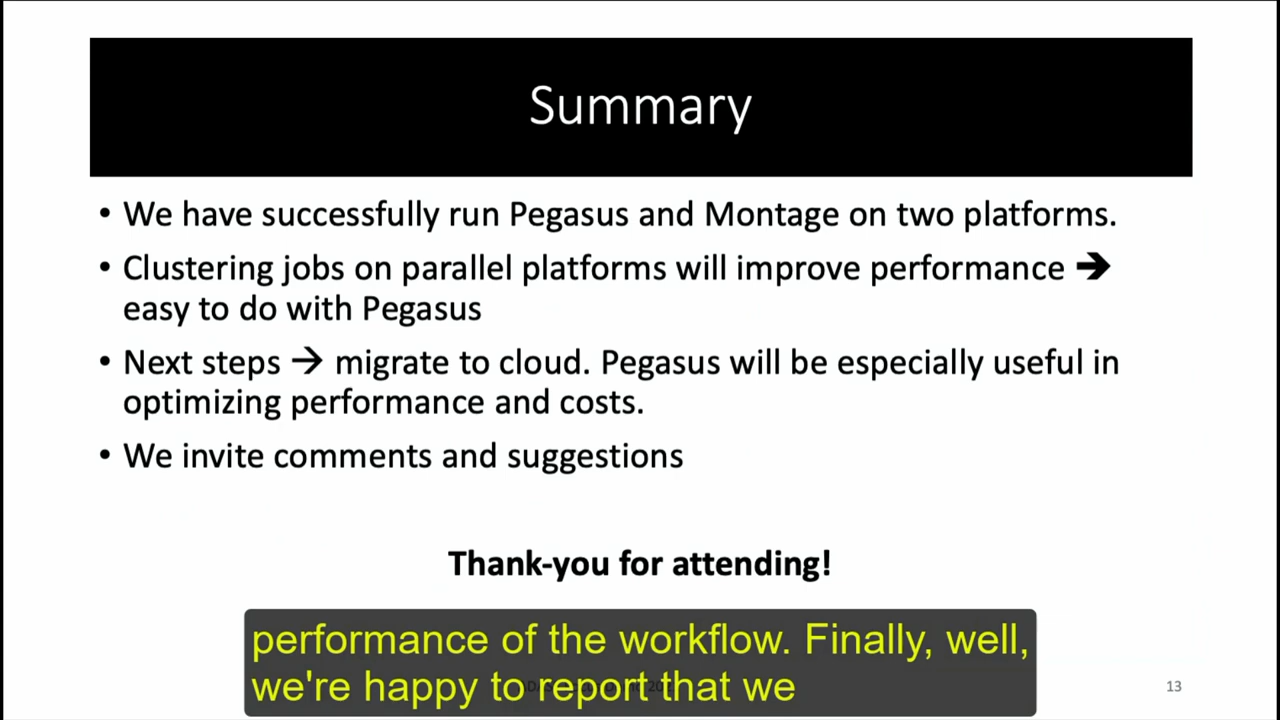 Summary
• We have successfully run Pegasus and Montage on two platforms.
• Clustering jobs on parallel platforms will improve performance ➔
easy to do with Pegasus
• Next steps → migrate to cloud. Pegasus will be especially useful in
optimizing performance and costs.
• We invite comments and suggestions
Thank-you for attending!
performance of the workflow. Finally, well,
we're happy to report that we
13